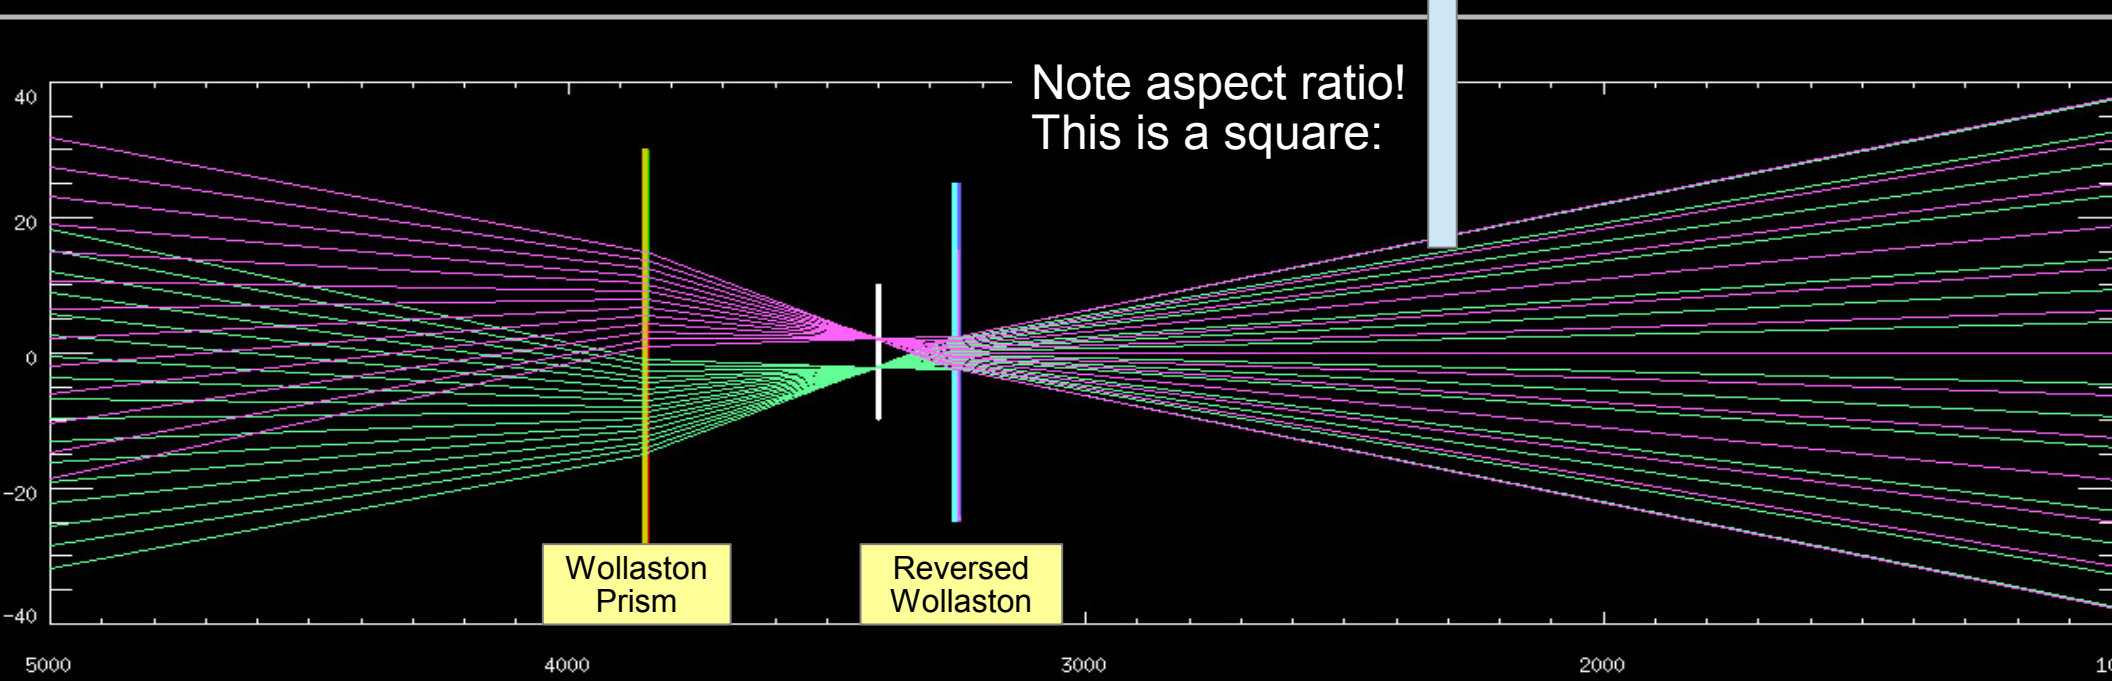 Note aspect ratio!
This is a square:
40
20
0
-20
-40
Wollaston
Prism
Reversed
Wollaston
5000
4000
3000
2000